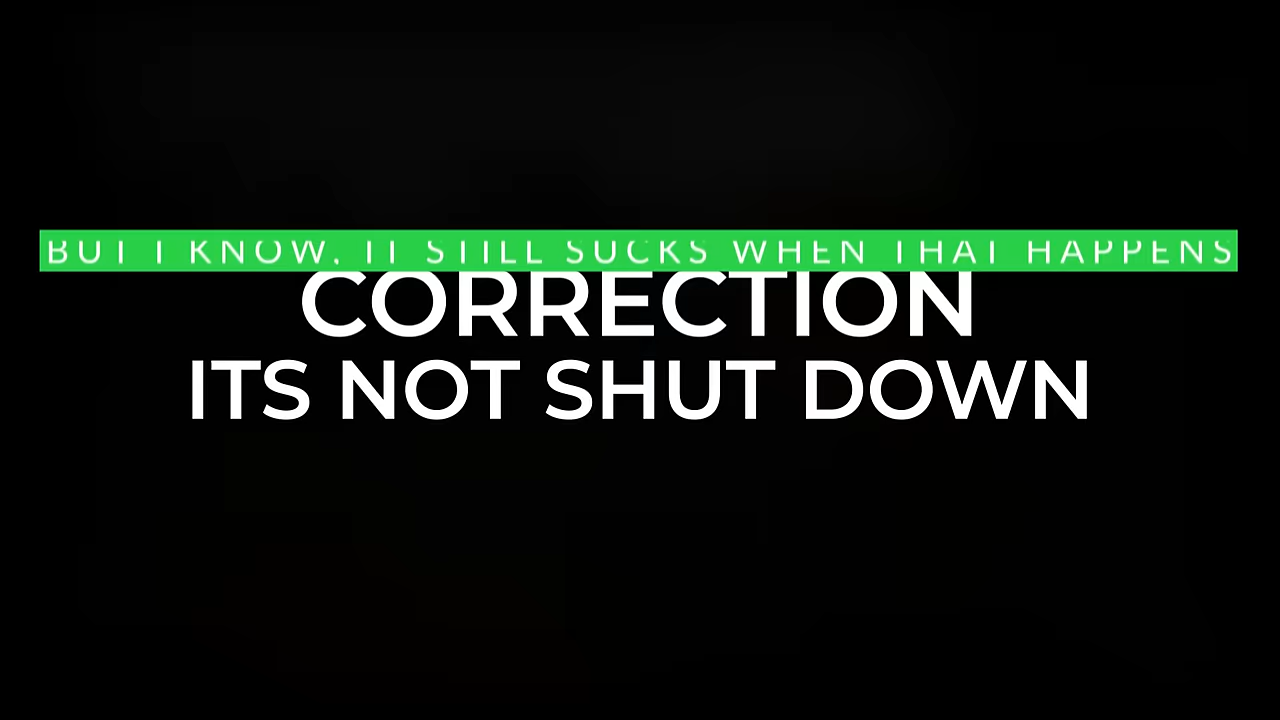 BUT I KNOW, IT STILL SUCKS WHEN THAT HAPPENS
CORRECTION
ITS NOT SHUT DOWN